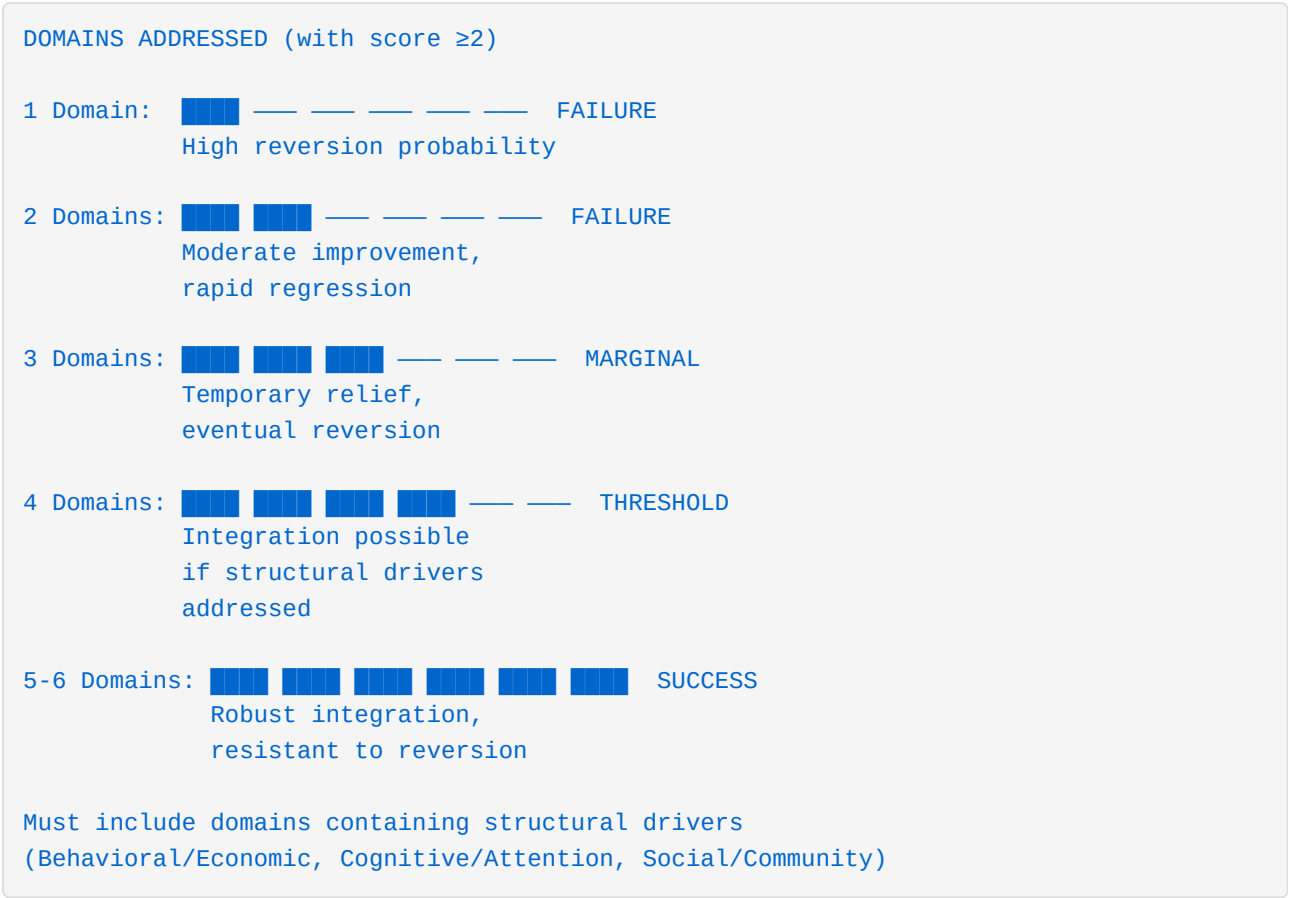 DOMAINS ADDRESSED (with score ≥2)
1 Domain: ████ ——— ——— ——— ——— ——— FAILURE
High reversion probability
2 Domains: ████ ████ ——— ——— ——— ——— FAILURE
Moderate improvement,
rapid regression
3 Domains: ████ ████ ████ ——— ——— ——— MARGINAL
Temporary relief,
eventual reversion
4 Domains: ████ ████ ████ ████ ——— ——— THRESHOLD
Integration possible
if structural drivers
addressed
5-6 Domains: ████ ████ ████ ████ ████ ████ SUCCESS
Robust integration,
resistant to reversion
Must include domains containing structural drivers
(Behavioral/Economic, Cognitive/Attention, Social/Community)